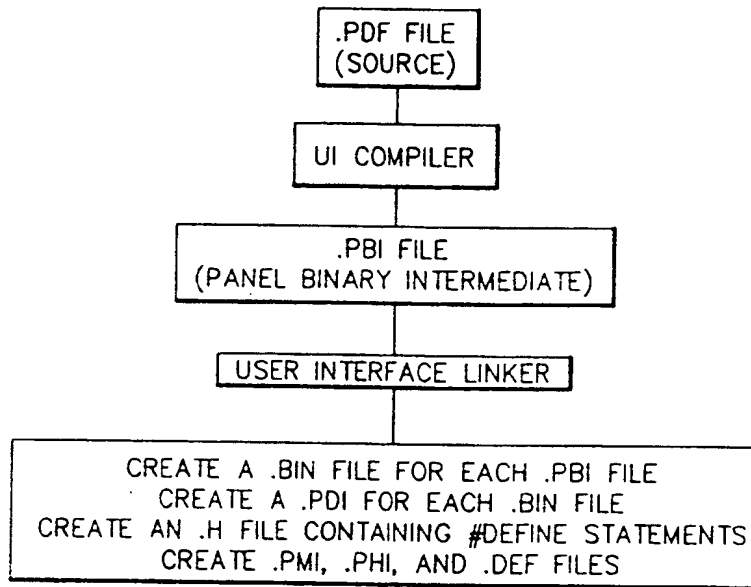 .PDF FILE
(SOURCE)
UI COMPILER
.PBI FILE
(PANEL BINARY INTERMEDIATE)
USER INTERFACE LINKER
CREATE A .BIN FILE FOR EACH .PBI FILE
CREATE A .PDI FOR EACH .BIN FILE
CREATE AN .H FILE CONTAINING #DEFINE STATEMENTS
CREATE .PMI, .PHI, AND .DEF FILES